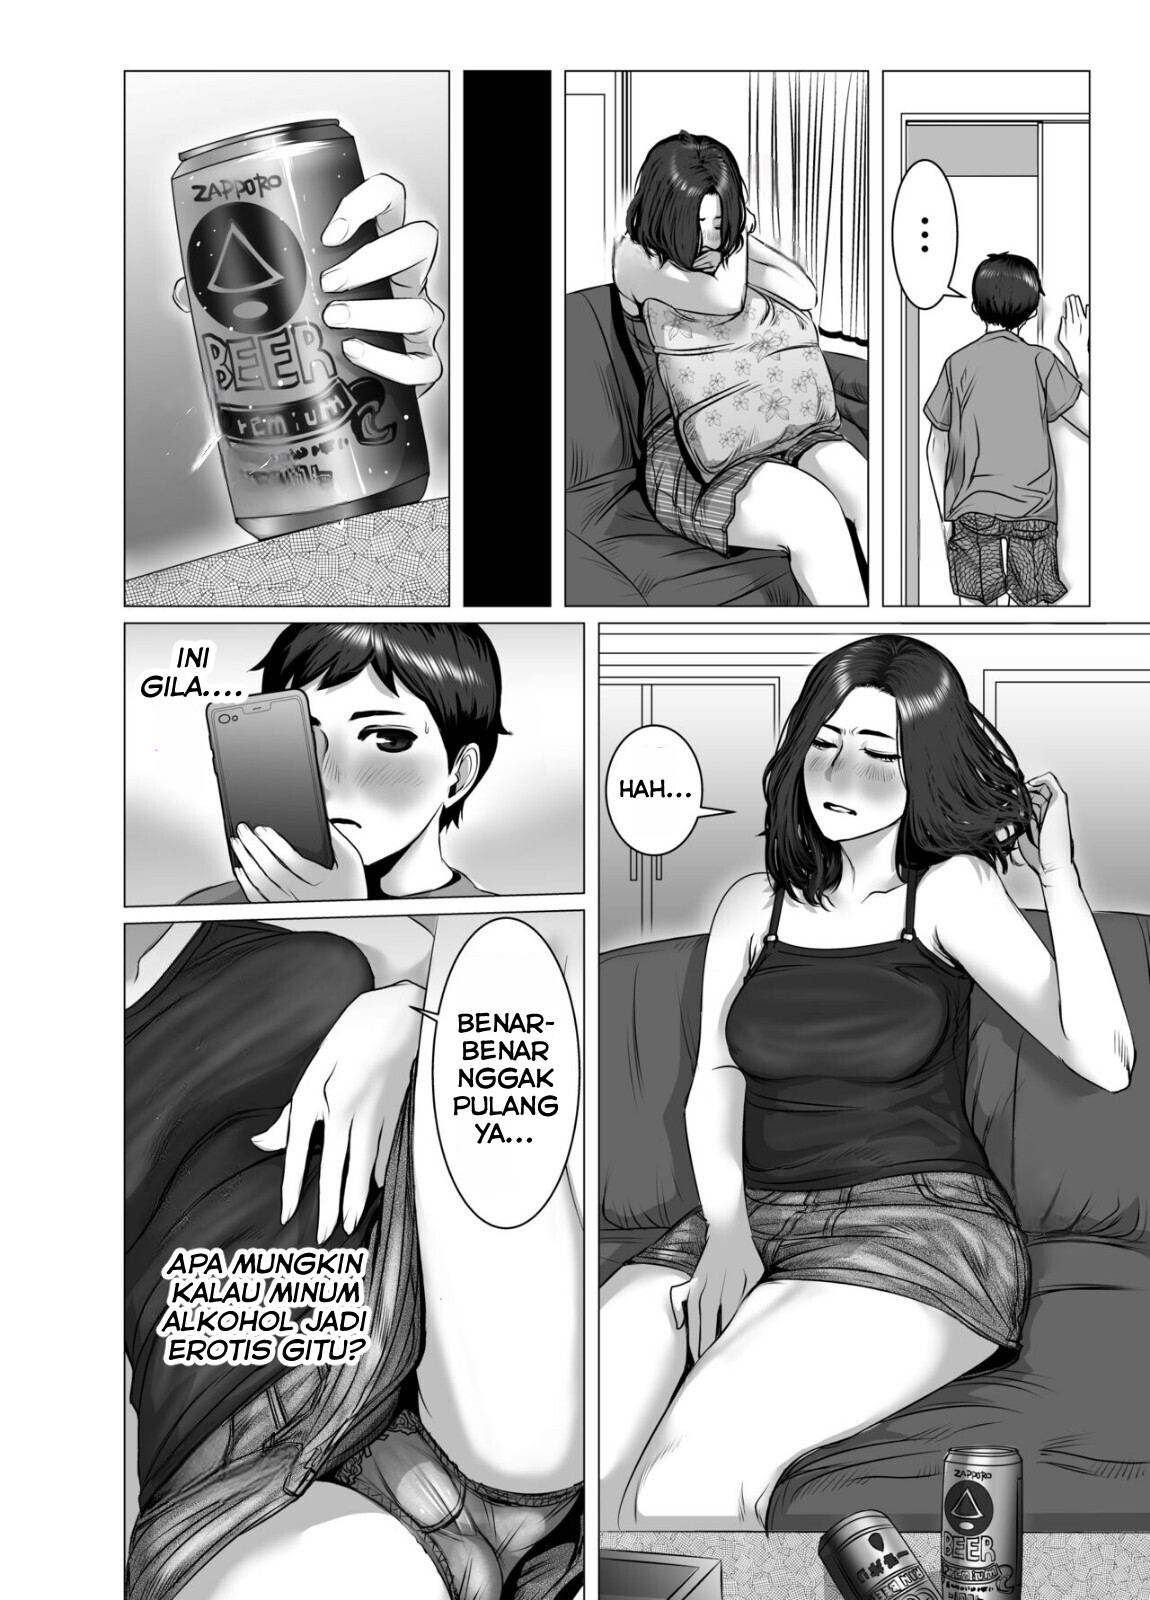 ZAPPORO
BEER
Premium
...
INI
GILA....
HAH...
BENAR-
BENAR
NGGAK
PULANG
YA...
APA MUNGKIN
KALAU MINUM
ALKOHOL JADI
EROTIS GITU?
ZAPPORO
BEER